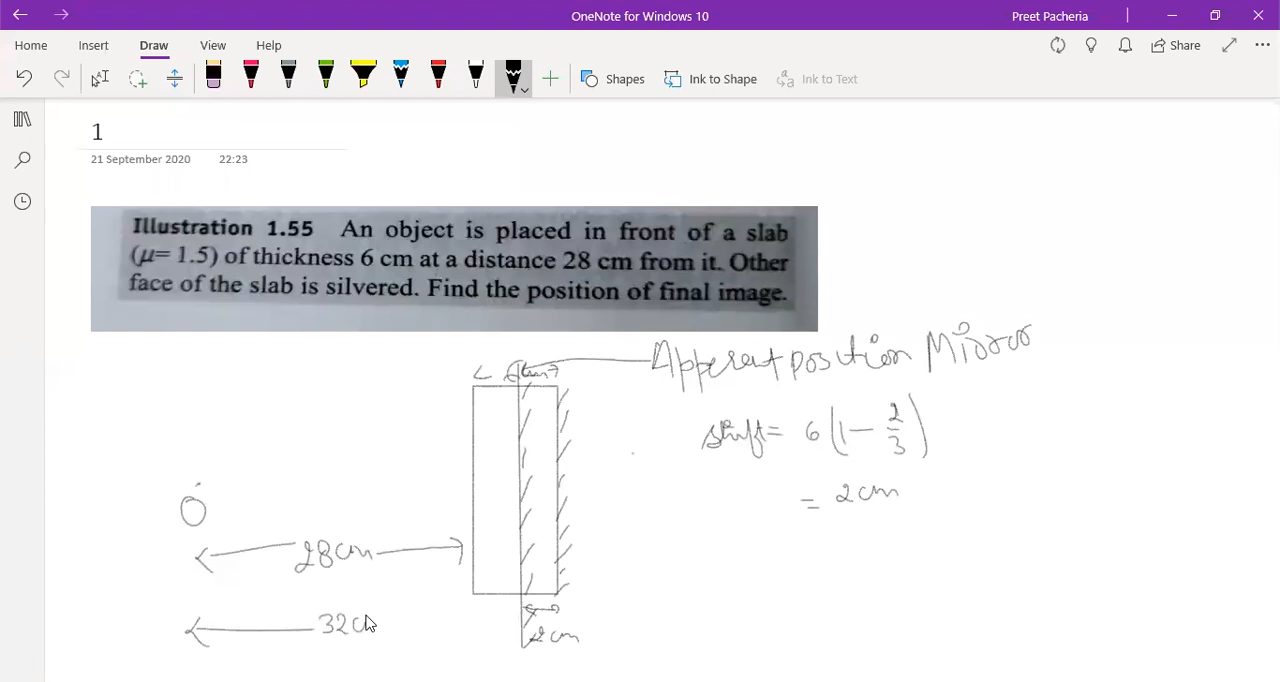 OneNote for Windows 10
Preet Pacheria
Home Insert Draw View Help
Share
Shapes
Ink to Shape
Ink to Text
1
21 September 2020 22:23
Illustration 1.55 An object is placed in front of a slab
(μ= 1.5) of thickness 6 cm at a distance 28 cm from it. Other
face of the slab is silvered. Find the position of final image.
Apperent position Mirror
6cm
shift = 6(1 - 2/3)
= 2 cm
O
28cm
32c
2cm